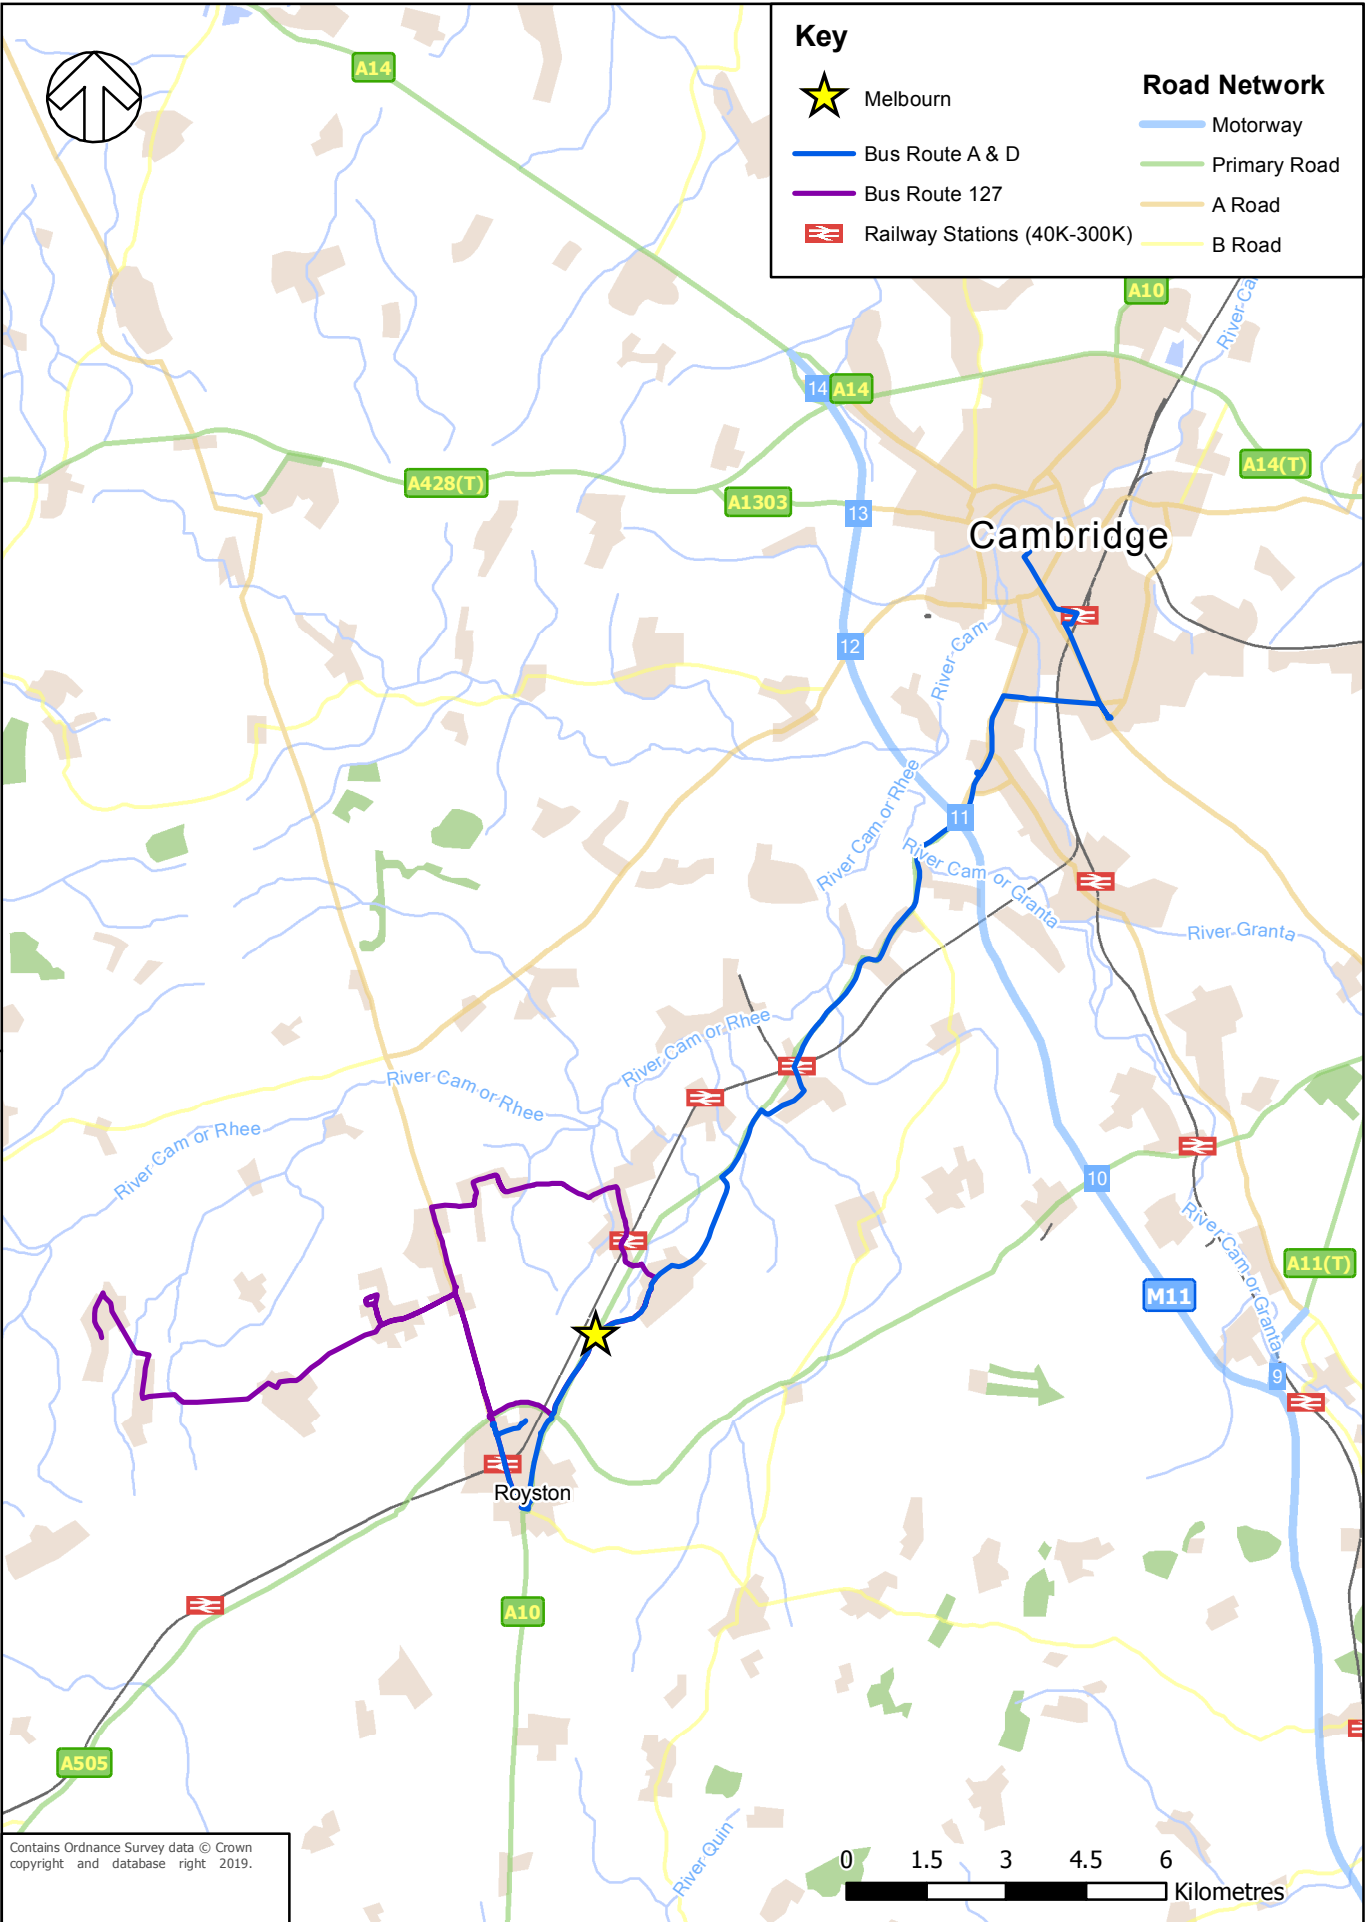 Key
Melbourn
Bus Route A & D
Bus Route 127
Railway Stations (40K-300K)
Road Network
Motorway
Primary Road
A Road
B Road
A14
A10
River Ca
14
A14
A14(T)
A428(T)
A1303
13
Cambridge
12
River Cam
River Cam or Rhee
11
River Cam or Granta
River Granta
River Cam or Rhee
River Cam or Rhee
River Cam or Rhee
10
River Cam or Granta
A11(T)
M11
9
Royston
A10
A505
River Quin
Contains Ordnance Survey data © Crown
copyright and database right 2019.
0 1.5 3 4.5 6
Kilometres